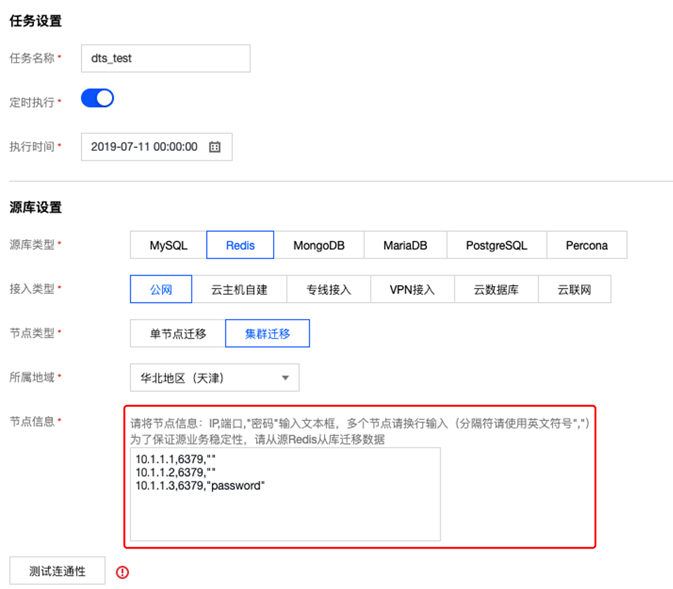 任务设置
任务名称* dts_test
定时执行*
执行时间* 2019-07-11 00:00:00
源库设置
源库类型* MySQL Redis MongoDB MariaDB PostgreSQL Percona
接入类型* 公网 云主机自建 专线接入 VPN接入 云数据库 云联网
节点类型* 单节点迁移 集群迁移
所属地域* 华北地区（天津）
节点信息* 请将节点信息：IP,端口,"密码"输入文本框，多个节点请换行输入（分隔符请使用英文符号","）
为了保证源业务稳定性，请从源Redis从库迁移数据
10.1.1.1,6379,""
10.1.1.2,6379,""
10.1.1.3,6379,"password"
测试连通性